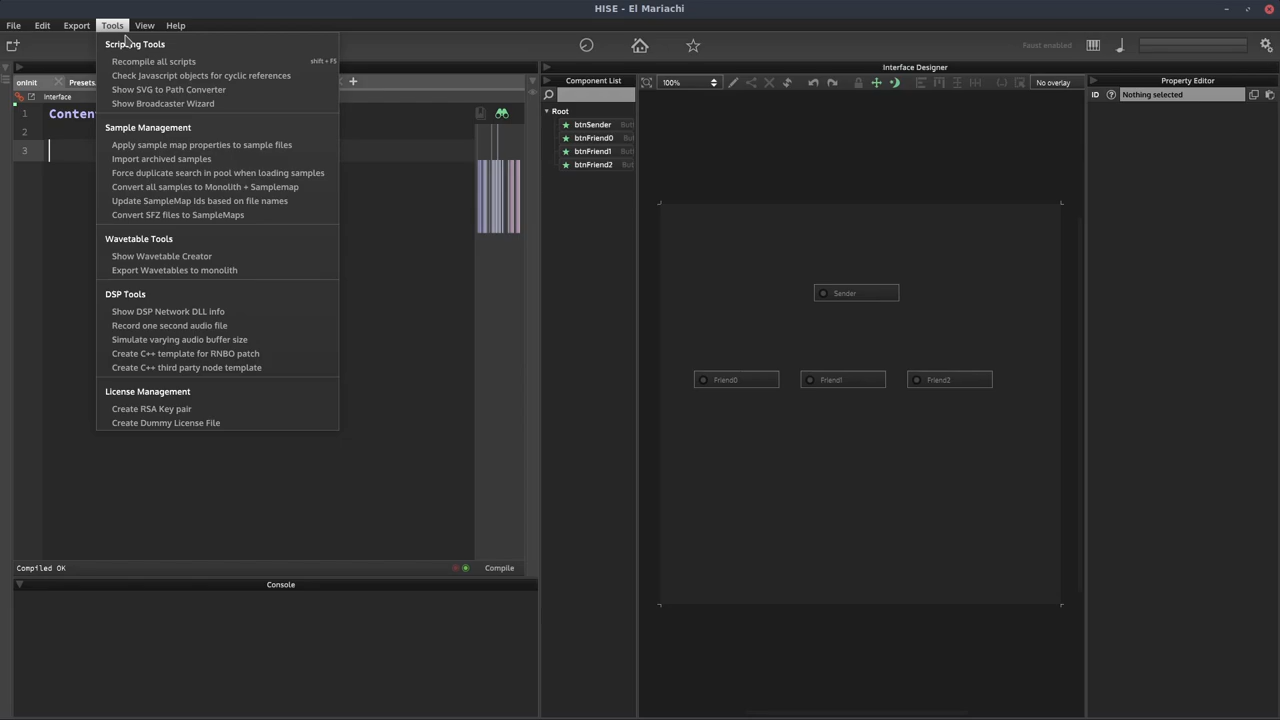 HISE - El Mariachi
File Edit Export Tools View Help
Faust enabled
Scripting Tools
Recompile all scripts shift + F5
Check Javascript objects for cyclic references
Show SVG to Path Converter
Show Broadcaster Wizard
Sample Management
Apply sample map properties to sample files
Import archived samples
Force duplicate search in pool when loading samples
Convert all samples to Monolith + Samplemap
Update SampleMap Ids based on file names
Convert SFZ files to SampleMaps
Wavetable Tools
Show Wavetable Creator
Export Wavetables to monolith
DSP Tools
Show DSP Network DLL info
Record one second audio file
Simulate varying audio buffer size
Create C++ template for RNBO patch
Create C++ third party node template
License Management
Create RSA Key pair
Create Dummy License File
onInit Presets
Interface
1 Conten
2
3
Compiled OK Compile
Console
Interface Designer
Component List
100%
No overlay
Root
btnSender Butt
btnFriend0 Butt
btnFriend1 Butt
btnFriend2 Butt
Sender
Friend0 Friend1 Friend2
Property Editor
ID Nothing selected